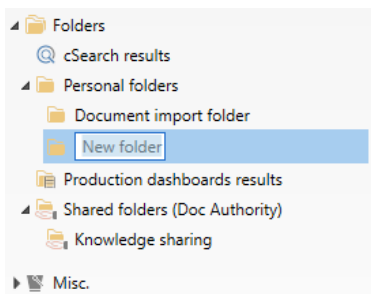 Folders
cSearch results
Personal folders
Document import folder
New folder
Production dashboards results
Shared folders (Doc Authority)
Knowledge sharing
Misc.